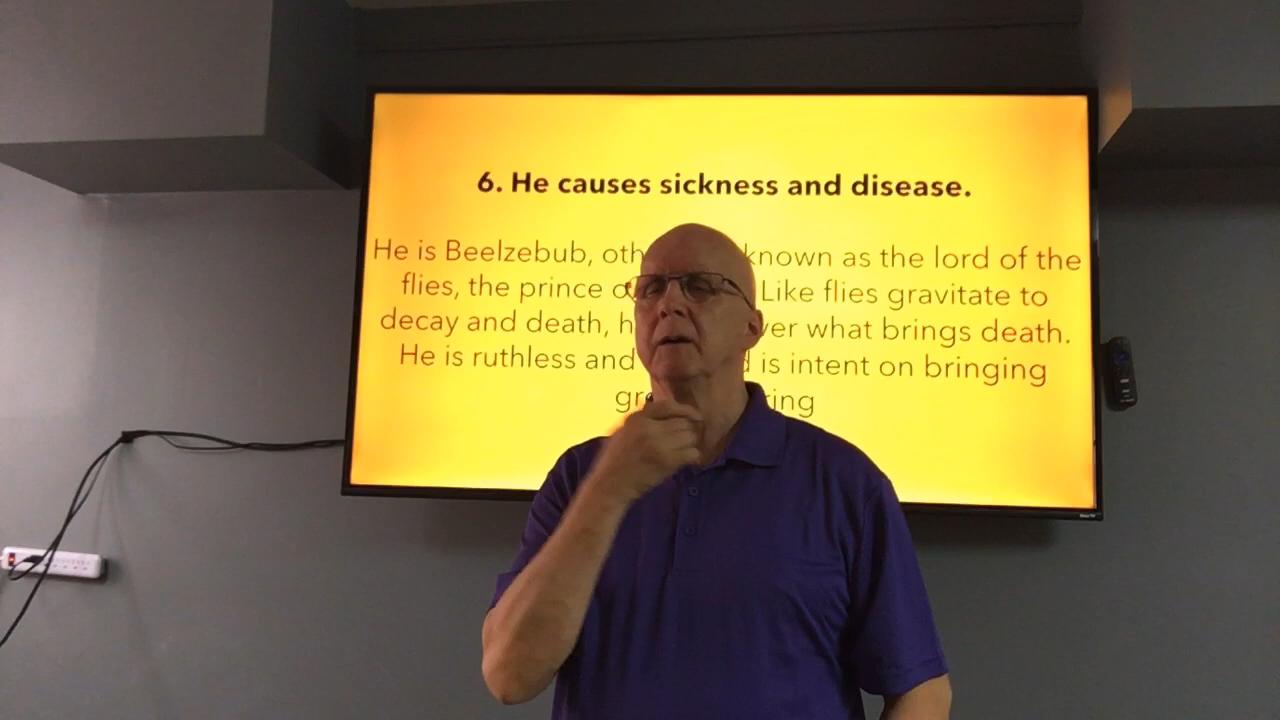 6. He causes sickness and disease.
He is Beelzebub, oth known as the lord of the
flies, the prince o Like flies gravitate to
decay and death, h ver what brings death.
He is ruthless and d is intent on bringing
gr ring